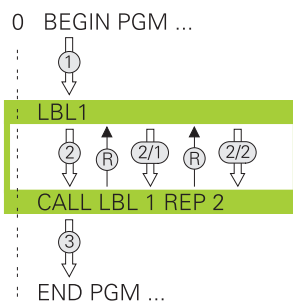 0 BEGIN PGM ...
1
LBL1
2 R 2/1 R 2/2
CALL LBL 1 REP 2
3
END PGM ...